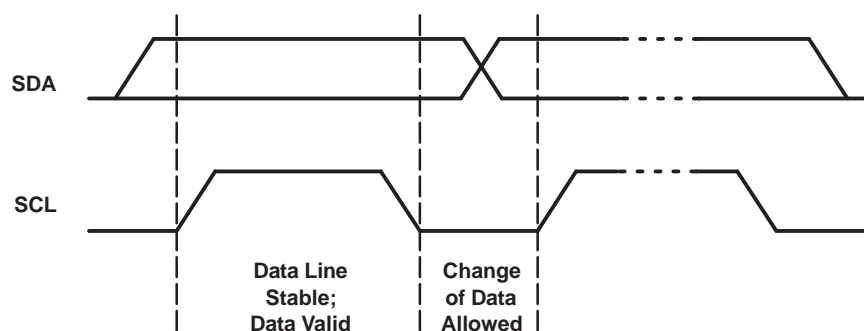 SDA
SCL
Data Line
Stable;
Data Valid
Change
of Data
Allowed